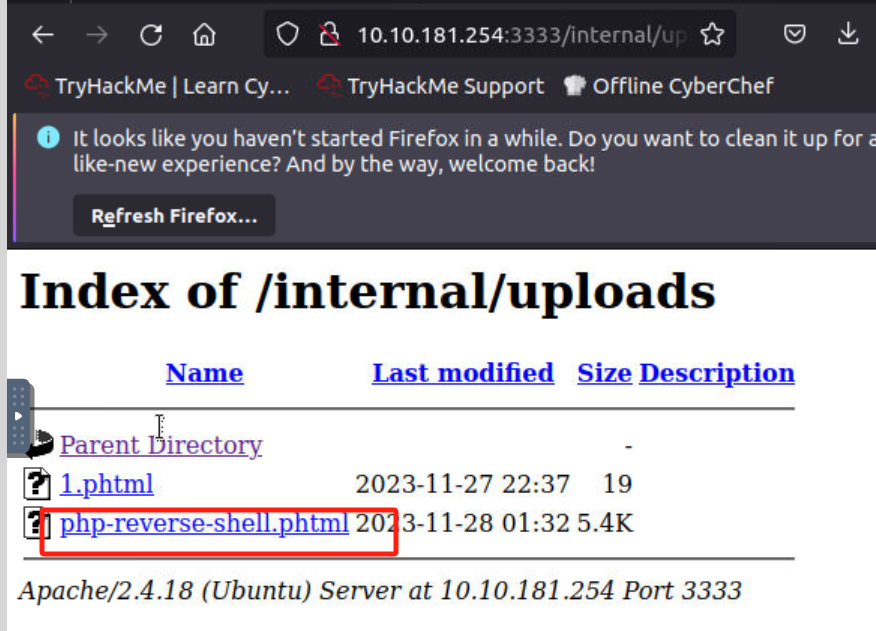 10.10.181.254:3333/internal/up
TryHackMe | Learn Cy... TryHackMe Support Offline CyberChef
It looks like you haven't started Firefox in a while. Do you want to clean it up for a
like-new experience? And by the way, welcome back!
Refresh Firefox...
Index of /internal/uploads
Name Last modified Size Description
Parent Directory -
1.phtml 2023-11-27 22:37 19
php-reverse-shell.phtml 2023-11-28 01:32 5.4K
Apache/2.4.18 (Ubuntu) Server at 10.10.181.254 Port 3333